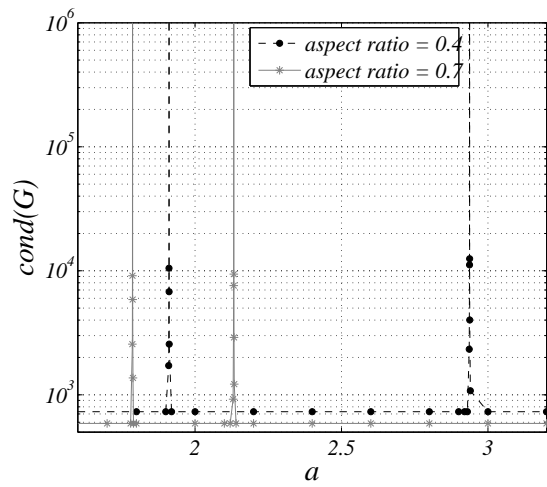 10^6
10^5
10^4
10^3
cond(G)
aspect ratio = 0.4
aspect ratio = 0.7
2
2.5
3
a